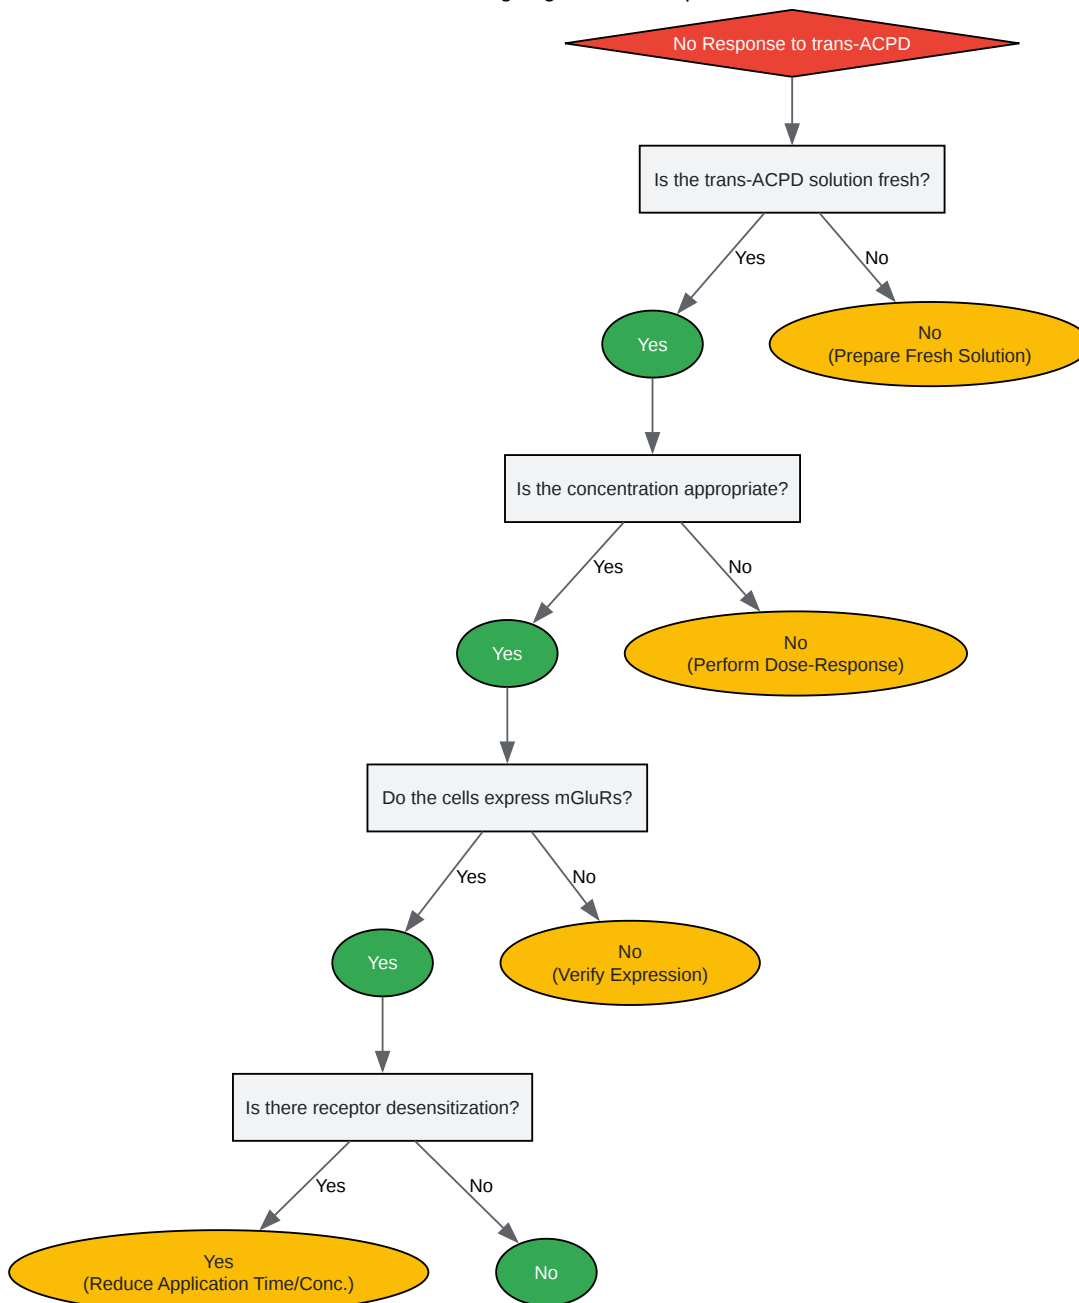 No Response to trans-ACPD
Is the trans-ACPD solution fresh?
Yes
No
Yes
No
(Prepare Fresh Solution)
Is the concentration appropriate?
Yes
No
Yes
No
(Perform Dose-Response)
Do the cells express mGluRs?
Yes
No
Yes
No
(Verify Expression)
Is there receptor desensitization?
Yes
No
Yes
(Reduce Application Time/Conc.)
No